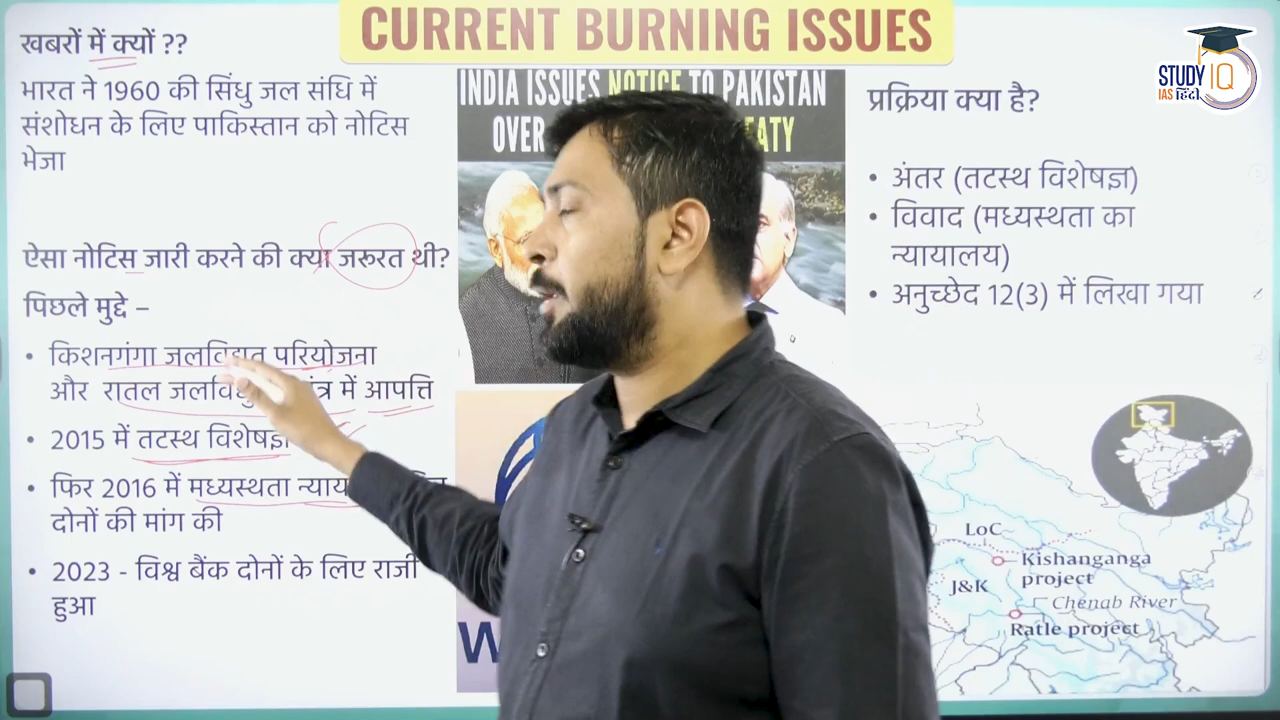 CURRENT BURNING ISSUES
STUDY IQ
IAS हिंदी
खबरों में क्यों ??
भारत ने 1960 की सिंधु जल संधि में
संशोधन के लिए पाकिस्तान को नोटिस
भेजा
ऐसा नोटिस जारी करने की क्या जरूरत थी?
पिछले मुद्दे –
• किशनगंगा जलविद्युत परियोजना
और रातल में आपत्ति
• 2015 में तटस्थ विशेषज्ञ
• फिर 2016 में मध्यस्थता
दोनों की मांग की
• 2023 - विश्व बैंक दोनों के लिए राजी
हुआ
INDIA ISSUES NOTICE TO PAKISTAN
OVER
प्रक्रिया क्या है?
• अंतर (तटस्थ विशेषज्ञ)
• विवाद (मध्यस्थता का
न्यायालय)
• अनुच्छेद 12(3) में लिखा गया
LoC
Kishanganga
project
J&K
Chenab River
Ratle project